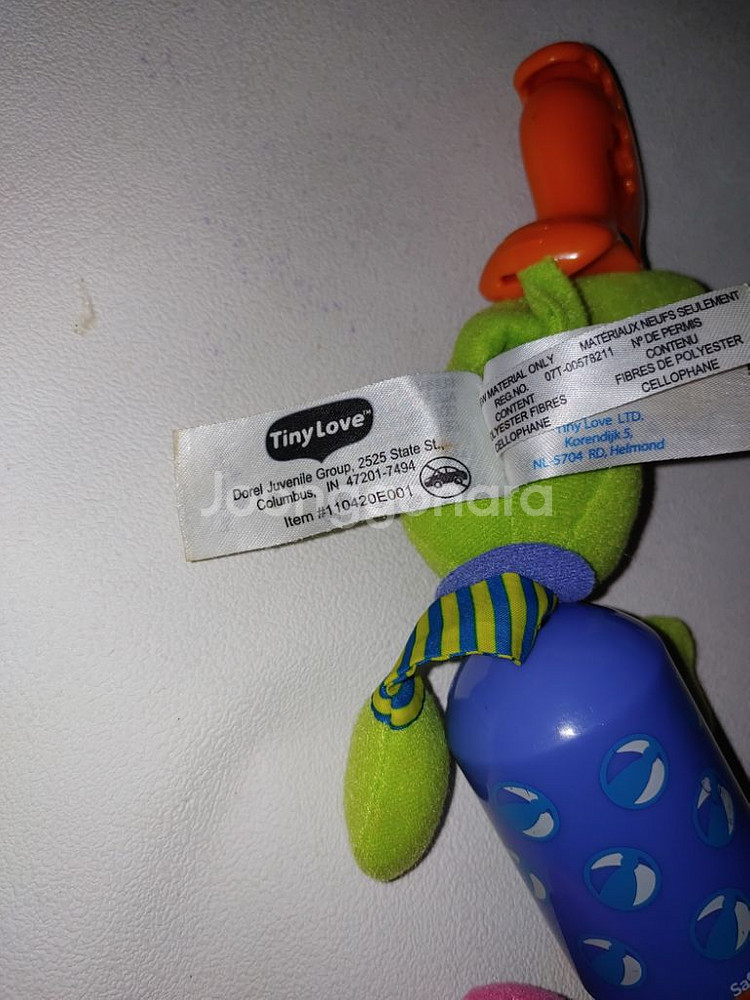 TinyLove™
Dorel Juvenile Group, 2525 State St.,
Columbus, IN 47201-7494
Item #110420E001
MATERIAL ONLY
REG.NO. 07T-00578211
CONTENT
POLYESTER FIBRES
CELLOPHANE
MATÉRIAUX NEUFS SEULEMENT
Nº DE PERMIS
CONTENU
FIBRES DE POLYESTER
CELLOPHANE
Tiny Love LTD.
Korendijk 5,
NL-5704 RD, Helmond
Joonggonara